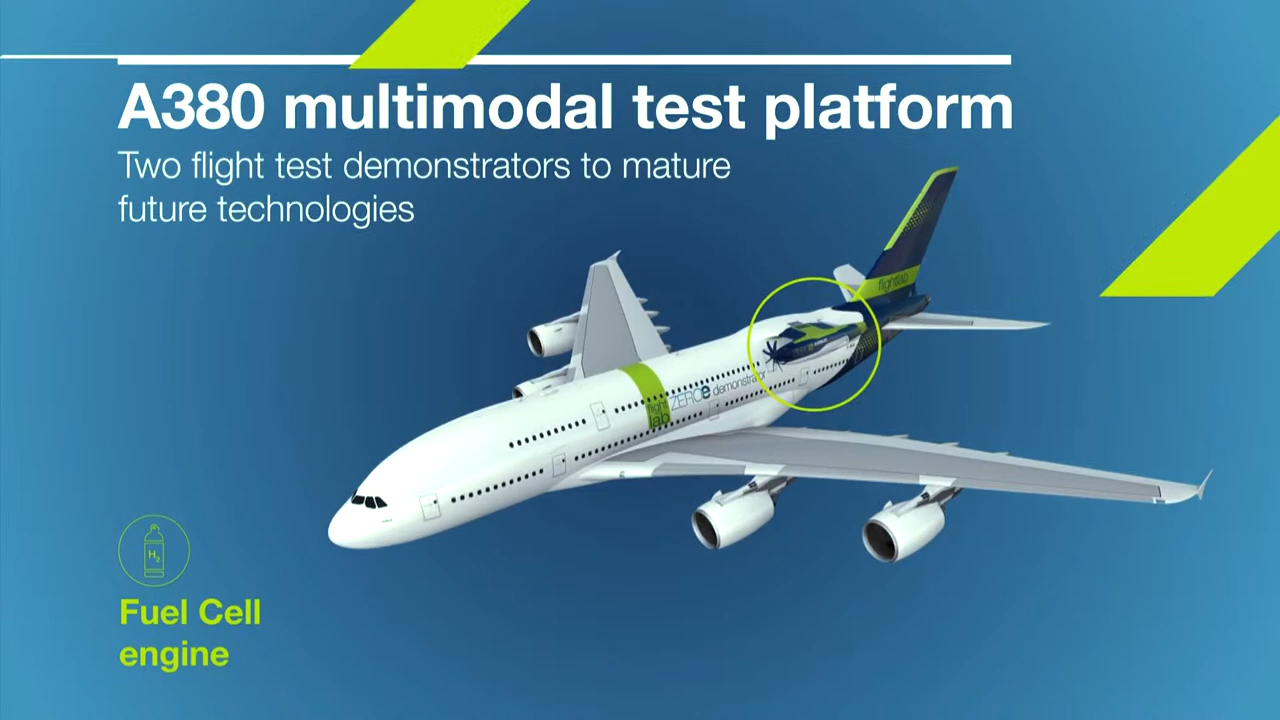 A380 multimodal test platform
Two flight test demonstrators to mature
future technologies
flightlab
ZEROe demonstrator
flight
lab
H₂
Fuel Cell
engine